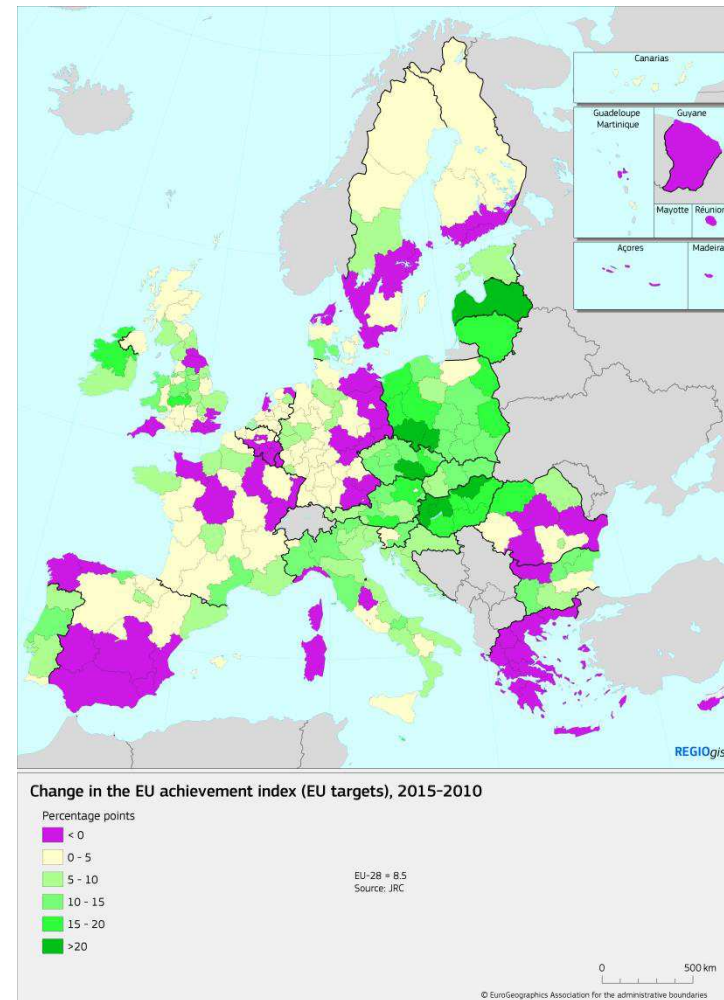 Canarias
Guadeloupe
Martinique
Guyane
Mayotte
Réunion
Açores
Madeira
REGIOgis
Change in the EU achievement index (EU targets), 2015-2010
Percentage points
< 0
0 - 5
5 - 10
10 - 15
15 - 20
>20
EU-28 = 8.5
Source: JRC
0 500 km
© EuroGeographics Association for the administrative boundaries